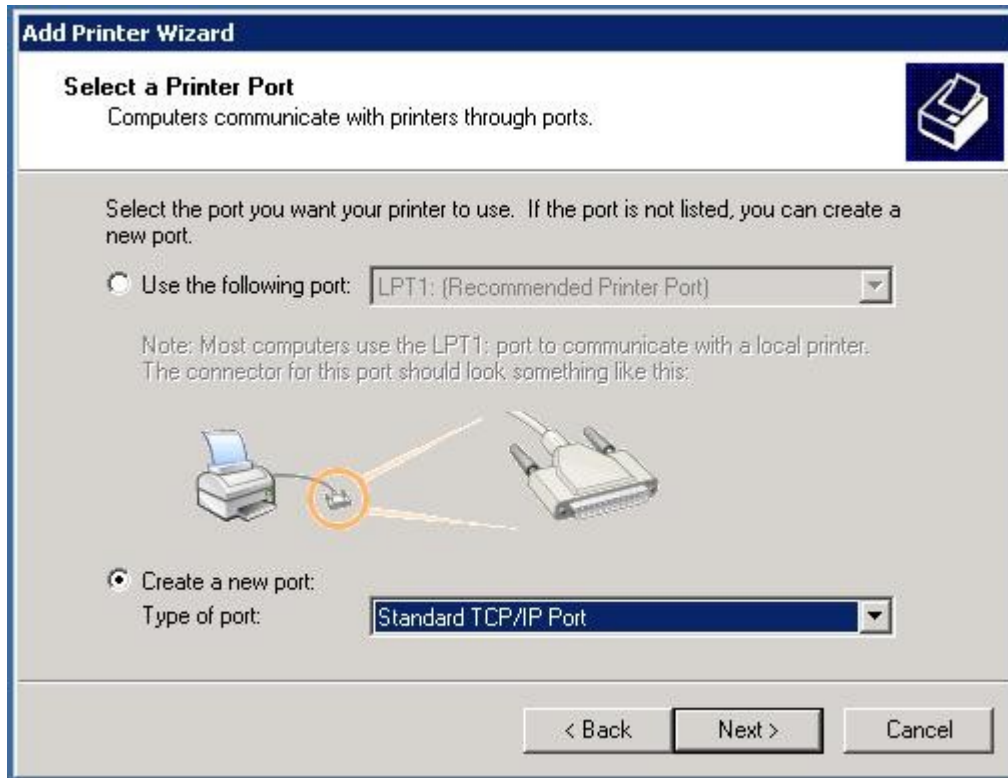 Add Printer Wizard
Select a Printer Port
Computers communicate with printers through ports.
Select the port you want your printer to use.  If the port is not listed, you can create a
new port.
Use the following port:
LPT1: (Recommended Printer Port)
Note: Most computers use the LPT1: port to communicate with a local printer.
The connector for this port should look something like this:
Create a new port:
Type of port:
Standard TCP/IP Port
< Back
Next >
Cancel